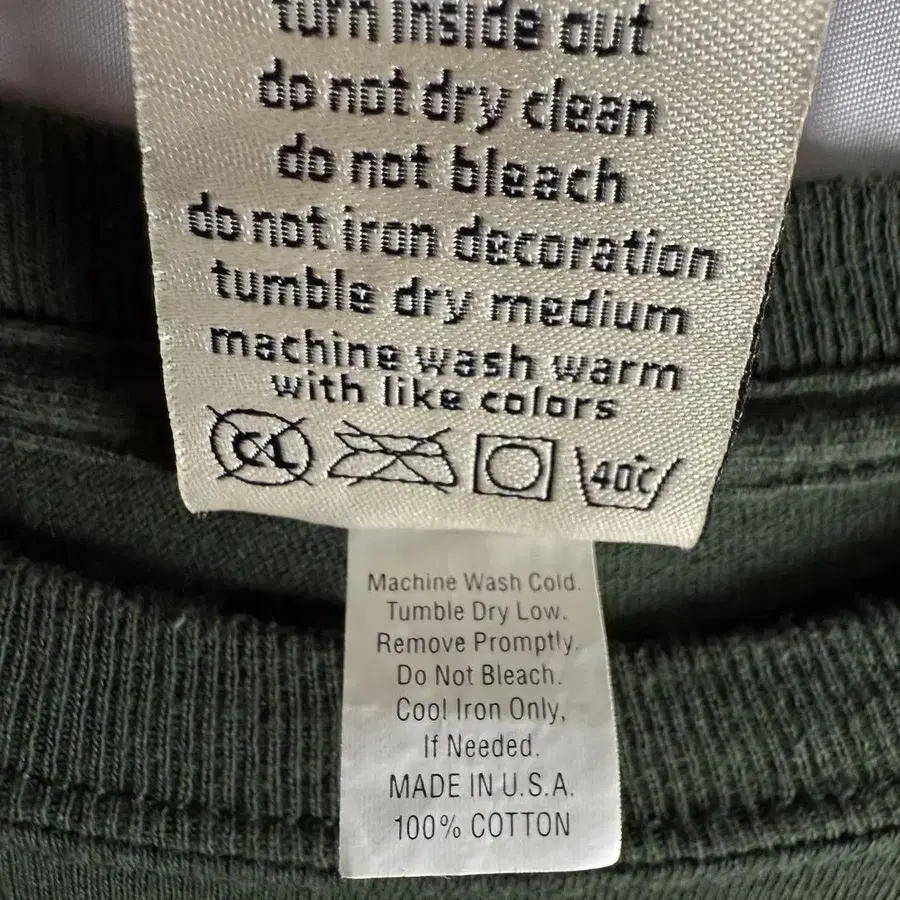 turn inside out
do not dry clean
do not bleach
do not iron decoration
tumble dry medium
machine wash warm
with like colors
CL 40°C
Machine Wash Cold.
Tumble Dry Low.
Remove Promptly.
Do Not Bleach.
Cool Iron Only,
If Needed.
MADE IN U.S.A.
100% COTTON